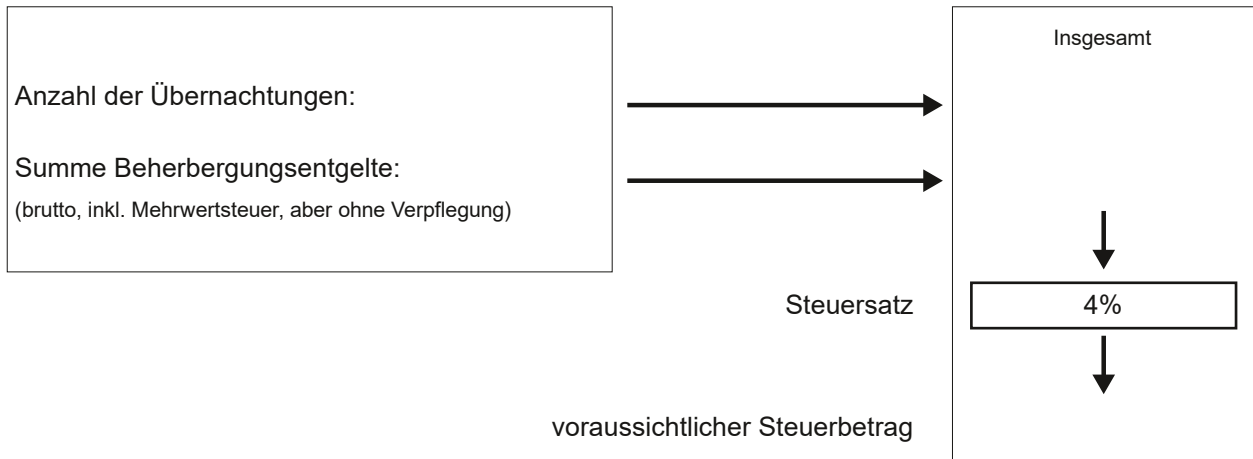 Insgesamt
Anzahl der Übernachtungen:
Summe Beherbergungsentgelte:
(brutto, inkl. Mehrwertsteuer, aber ohne Verpflegung)
Steuersatz
4%
voraussichtlicher Steuerbetrag